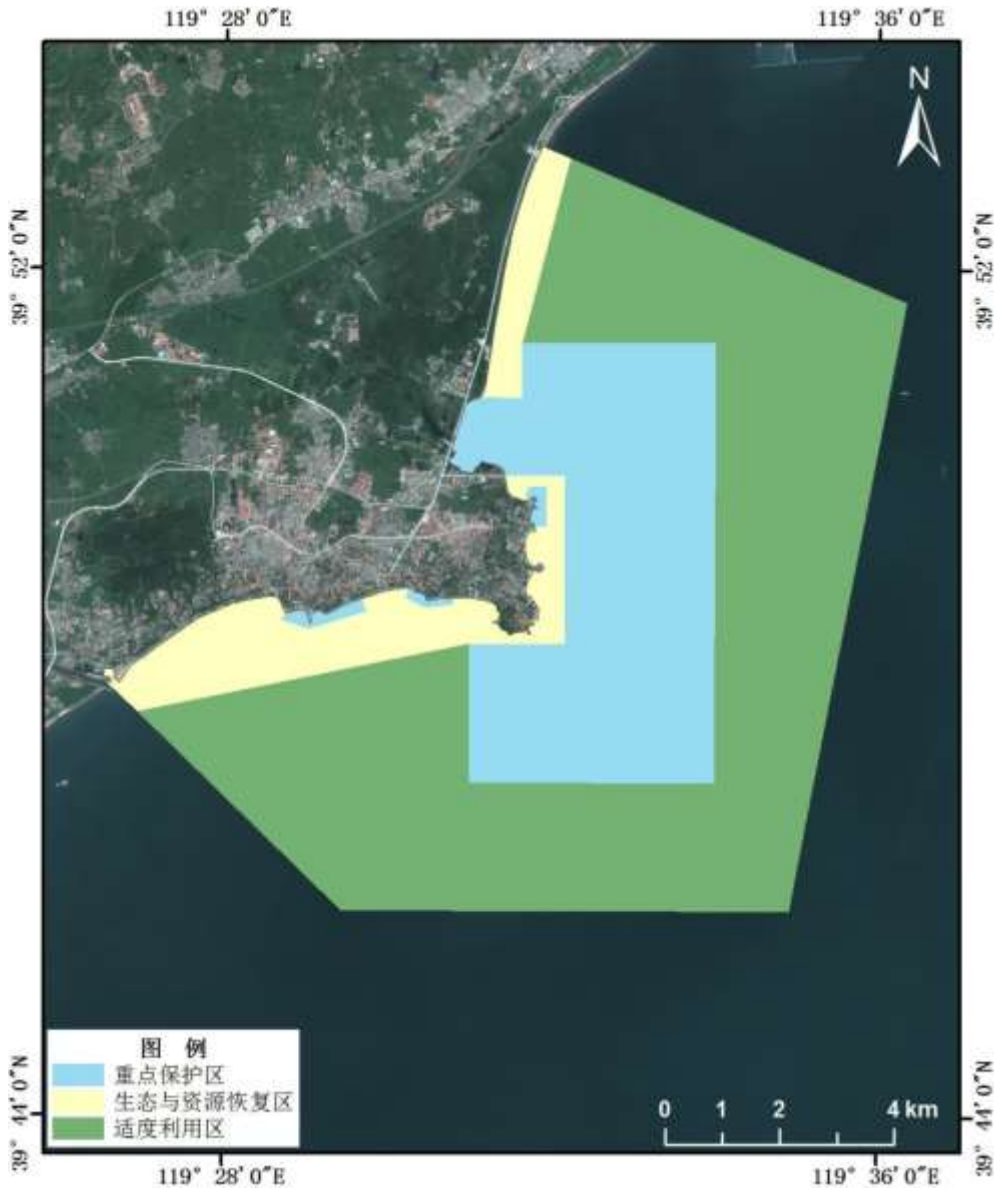 119° 28′ 0″E
119° 36′ 0″E
N
39° 52′ 0″N
39° 52′ 0″N
图 例
重点保护区
生态与资源恢复区
适度利用区
0 1 2 4 km
39° 44′ 0″N
39° 44′ 0″N
119° 28′ 0″E
119° 36′ 0″E